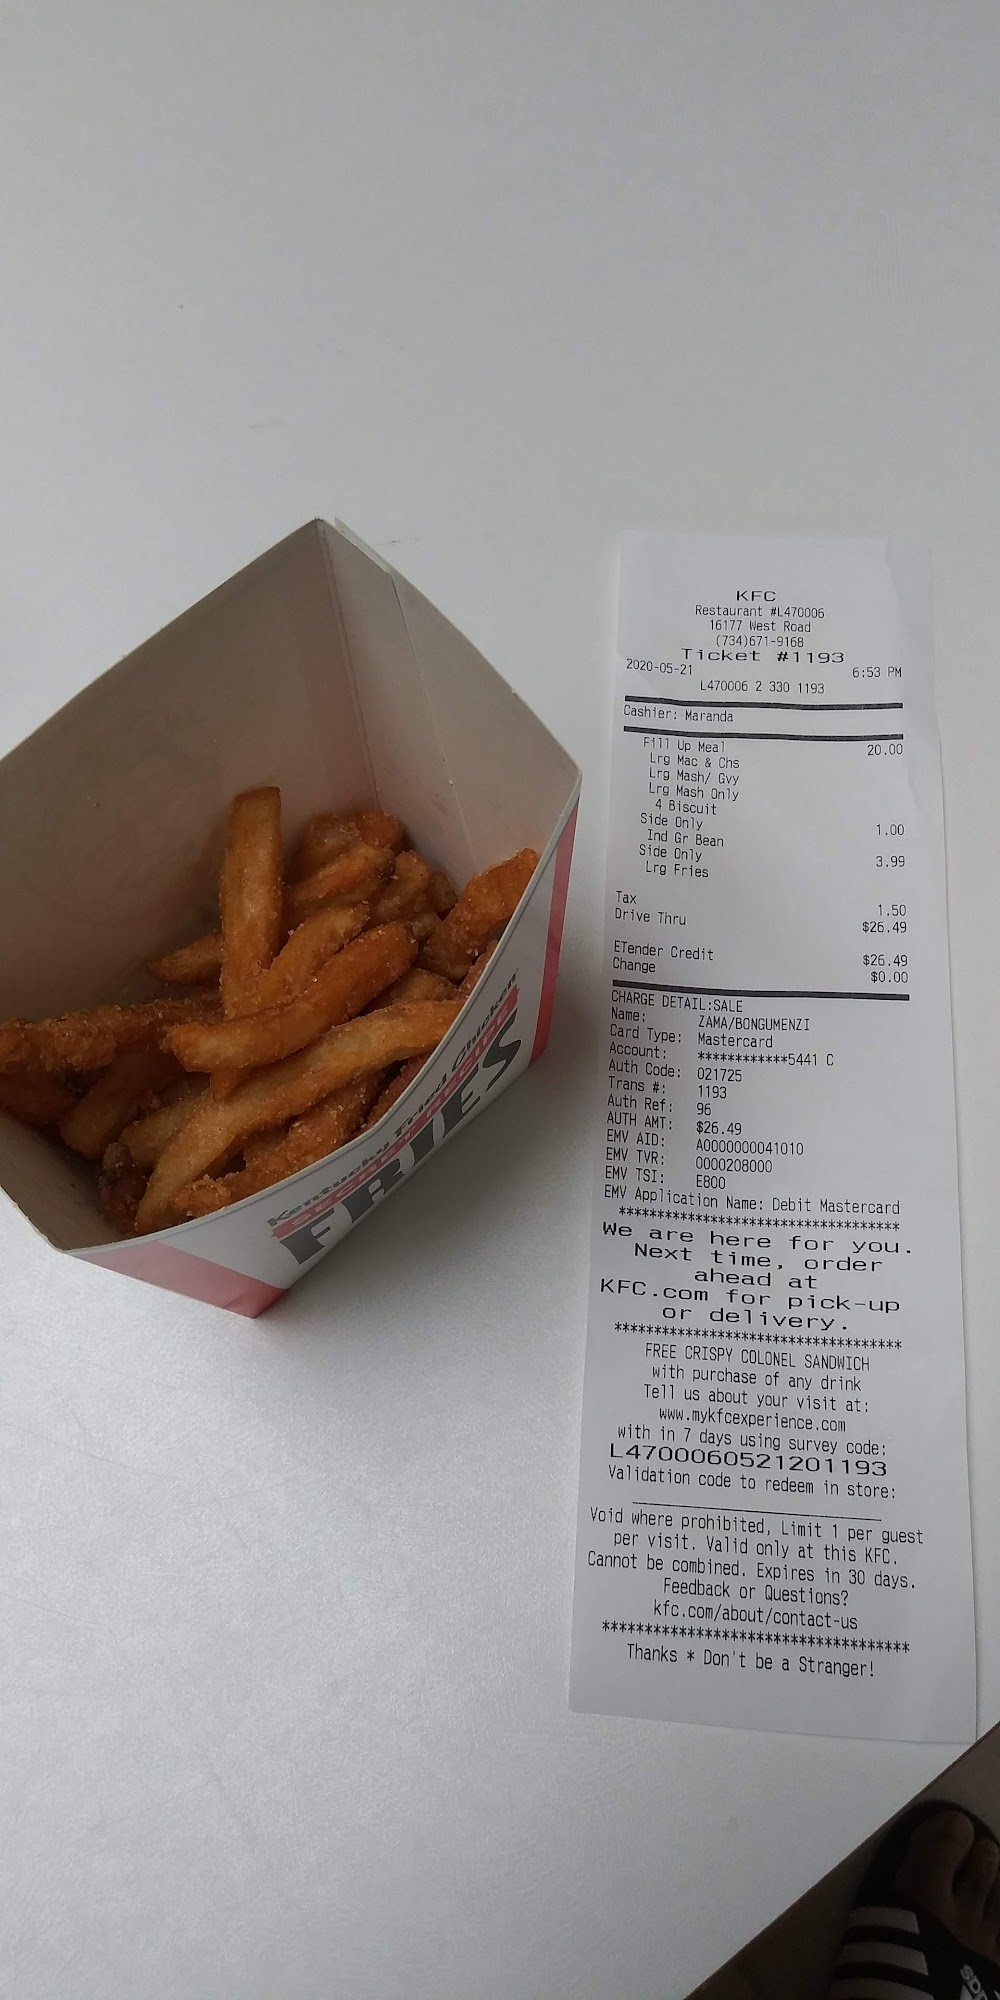 Kentucky Fried Chicken
SECRET RECIPE
FRIES
KFC
Restaurant #L470006
16177 West Road
(734)671-9168
Ticket #1193
2020-05-21 6:53 PM
L470006 2 330 1193
Cashier: Maranda
Fill Up Meal 20.00
Lrg Mac & Chs
Lrg Mash/ Gvy
Lrg Mash Only
4 Biscuit
Side Only 1.00
Ind Gr Bean
Side Only 3.99
Lrg Fries
Tax 1.50
Drive Thru $26.49
ETender Credit $26.49
Change $0.00
CHARGE DETAIL:SALE
Name: ZAMA/BONGUMENZI
Card Type: Mastercard
Account: ************5441 C
Auth Code: 021725
Trans #: 1193
Auth Ref: 96
AUTH AMT: $26.49
EMV AID: A0000000041010
EMV TVR: 0000208000
EMV TSI: E800
EMV Application Name: Debit Mastercard
************************************
We are here for you.
Next time, order
ahead at
KFC.com for pick-up
or delivery.
************************************
FREE CRISPY COLONEL SANDWICH
with purchase of any drink
Tell us about your visit at:
www.mykfcexperience.com
with in 7 days using survey code:
L4700060521201193
Validation code to redeem in store:
Void where prohibited, Limit 1 per guest
per visit. Valid only at this KFC.
Cannot be combined. Expires in 30 days.
Feedback or Questions?
kfc.com/about/contact-us
************************************
Thanks * Don't be a Stranger!